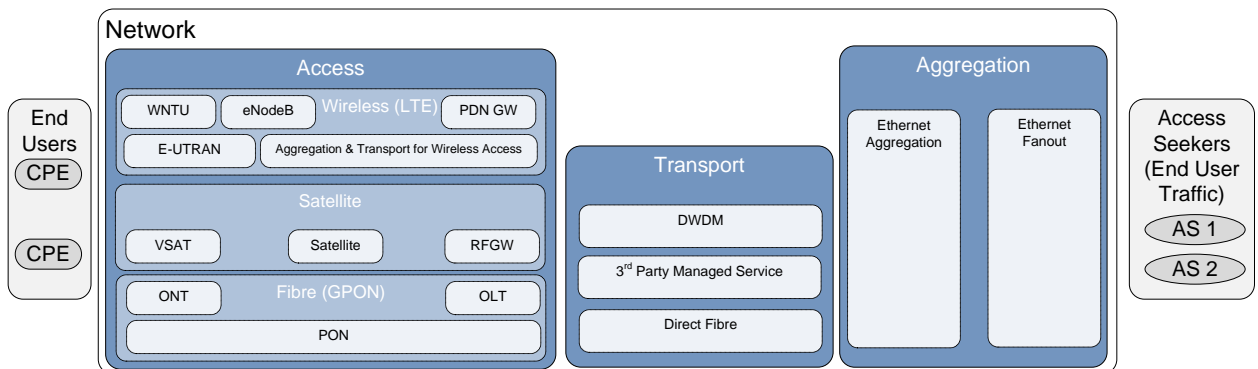 Network
End
Users
CPE
CPE
Access
Wireless (LTE)
WNTU
eNodeB
PDN GW
E-UTRAN
Aggregation & Transport for Wireless Access
Satellite
VSAT
Satellite
RFGW
Fibre (GPON)
ONT
OLT
PON
Transport
DWDM
3rd Party Managed Service
Direct Fibre
Aggregation
Ethernet
Aggregation
Ethernet
Fanout
Access
Seekers
(End User
Traffic)
AS 1
AS 2